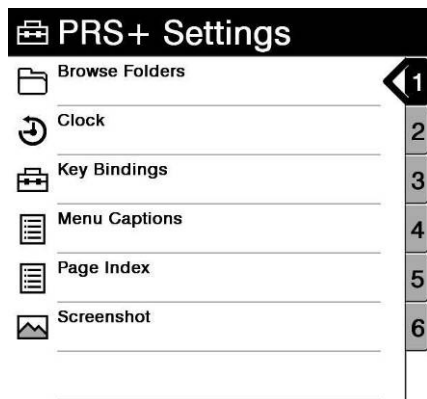 PRS+ Settings
Browse Folders
1
Clock
2
Key Bindings
3
Menu Captions
4
Page Index
5
Screenshot
6